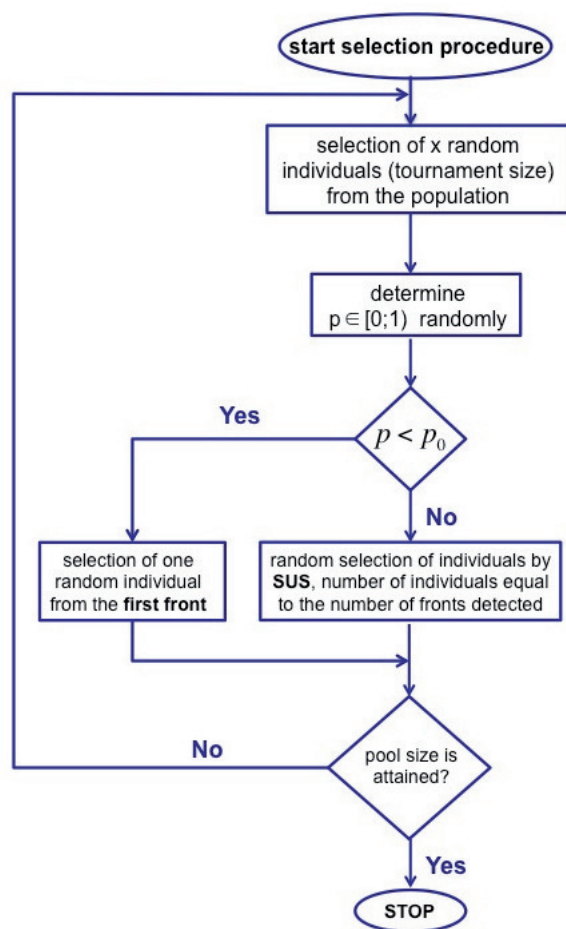 start selection procedure
selection of x random
individuals (tournament size)
from the population
determine
p ∈ [0;1) randomly
Yes
p < p₀
No
selection of one
random individual
from the first front
random selection of individuals by
SUS, number of individuals equal
to the number of fronts detected
No
pool size is
attained?
Yes
STOP